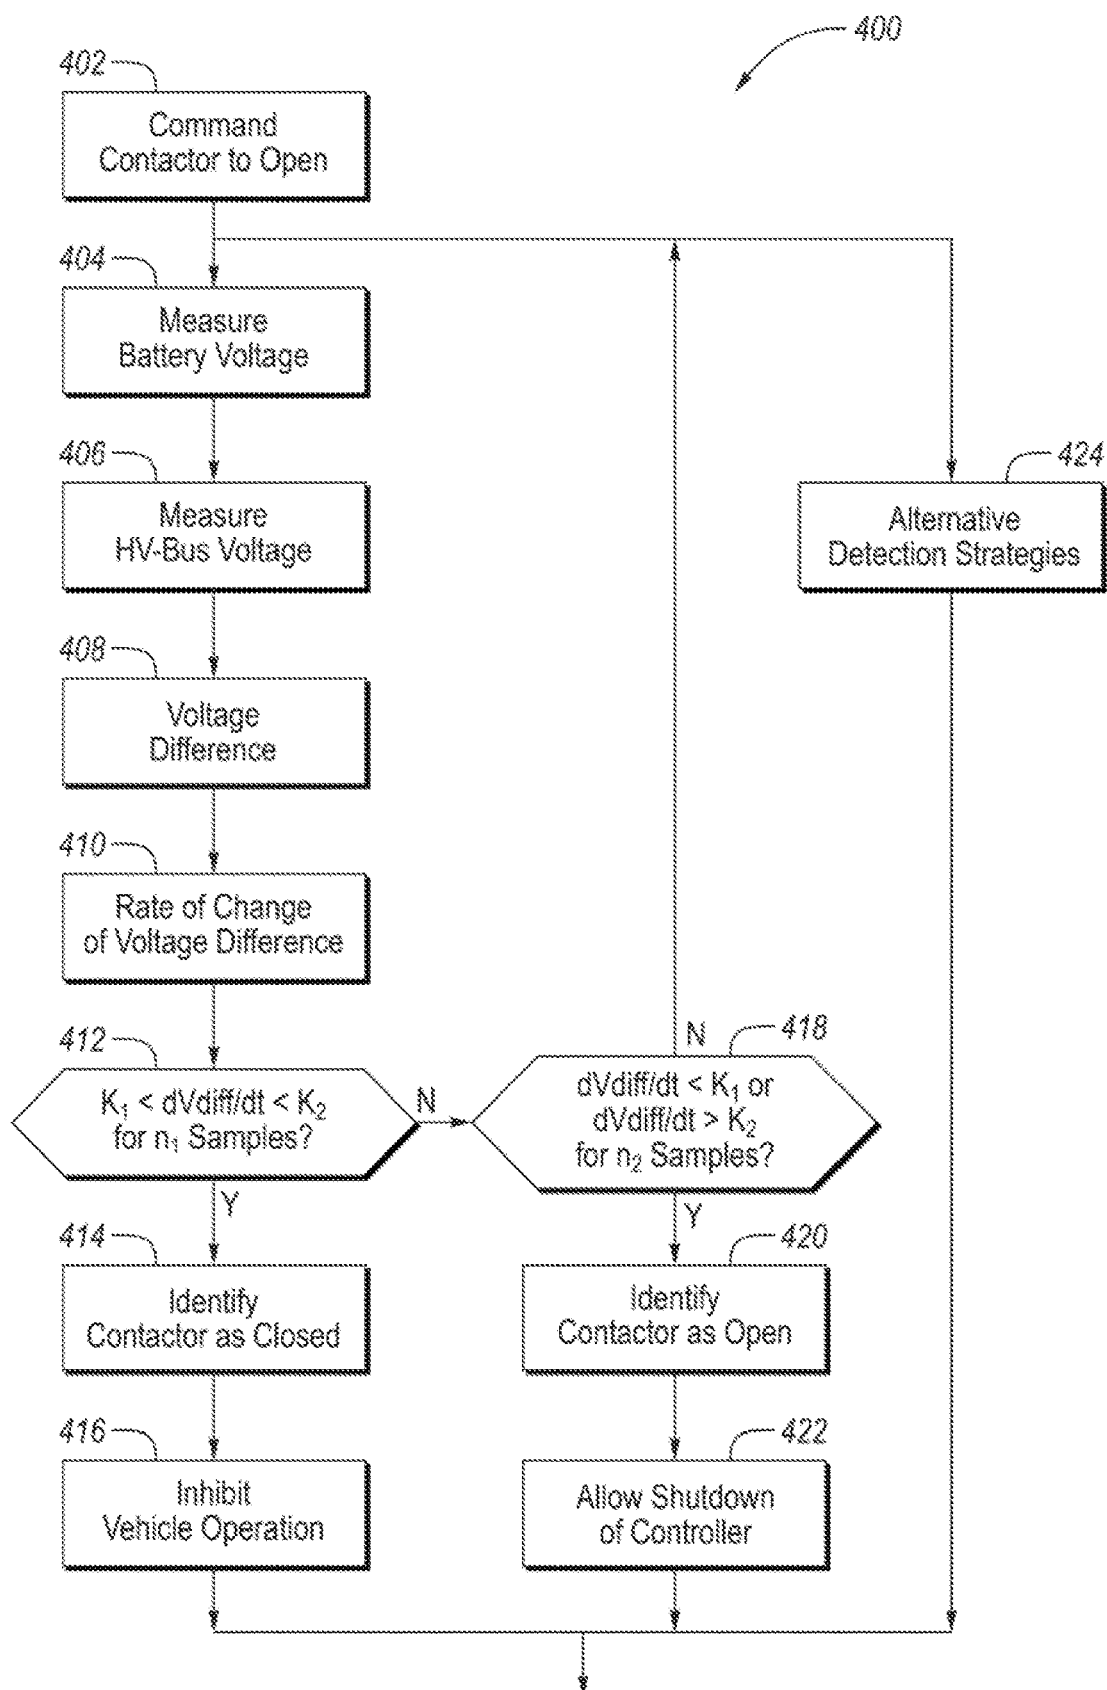 400
402
Command
Contactor to Open
404
Measure
Battery Voltage
406
Measure
HV-Bus Voltage
424
Alternative
Detection Strategies
408
Voltage
Difference
410
Rate of Change
of Voltage Difference
412
K₁ < dVdiff/dt < K₂
for n₁ Samples?
N
Y
N
418
dVdiff/dt < K₁ or
dVdiff/dt > K₂
for n₂ Samples?
Y
414
Identify
Contactor as Closed
420
Identify
Contactor as Open
416
Inhibit
Vehicle Operation
422
Allow Shutdown
of Controller